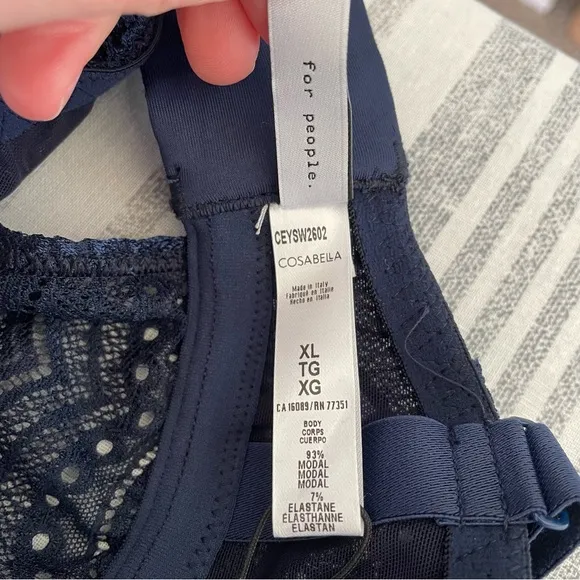 for people.
CEYSW2602
COSABELLA
Made in Italy
Fabriqué en Italie
Hecho en Italia
XL
TG
XG
CA 16089/RN 77351
BODY
CORPS
CUERPO
93%
MODAL
MODAL
MODAL
7%
ELASTANE
ÉLASTHANNE
ELASTAN